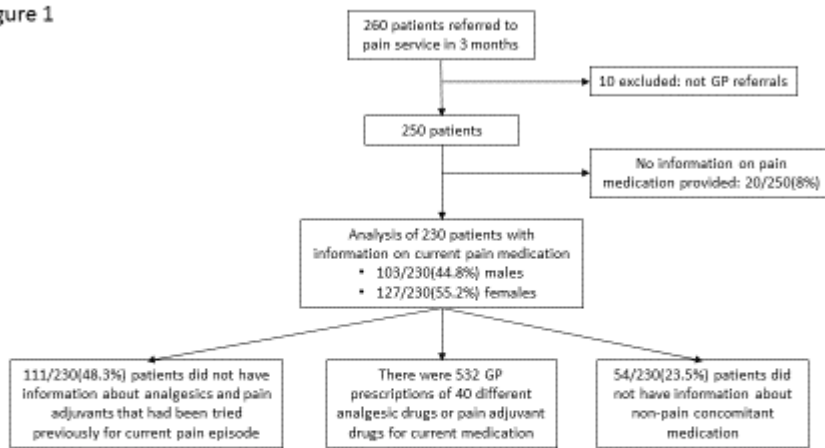 gure 1
260 patients referred to
pain service in 3 months
10 excluded: not GP referrals
250 patients
No information on pain
medication provided: 20/250(8%)
Analysis of 230 patients with
information on current pain medication
• 103/230(44.8%) males
• 127/230(55.2%) females
111/230(48.3%) patients did not have
information about analgesics and pain
adjuvants that had been tried
previously for current pain episode
There were 532 GP
prescriptions of 40 different
analgesic drugs or pain adjuvant
drugs for current medication
54/230(23.5%) patients did
not have information about
non-pain concomitant
medication